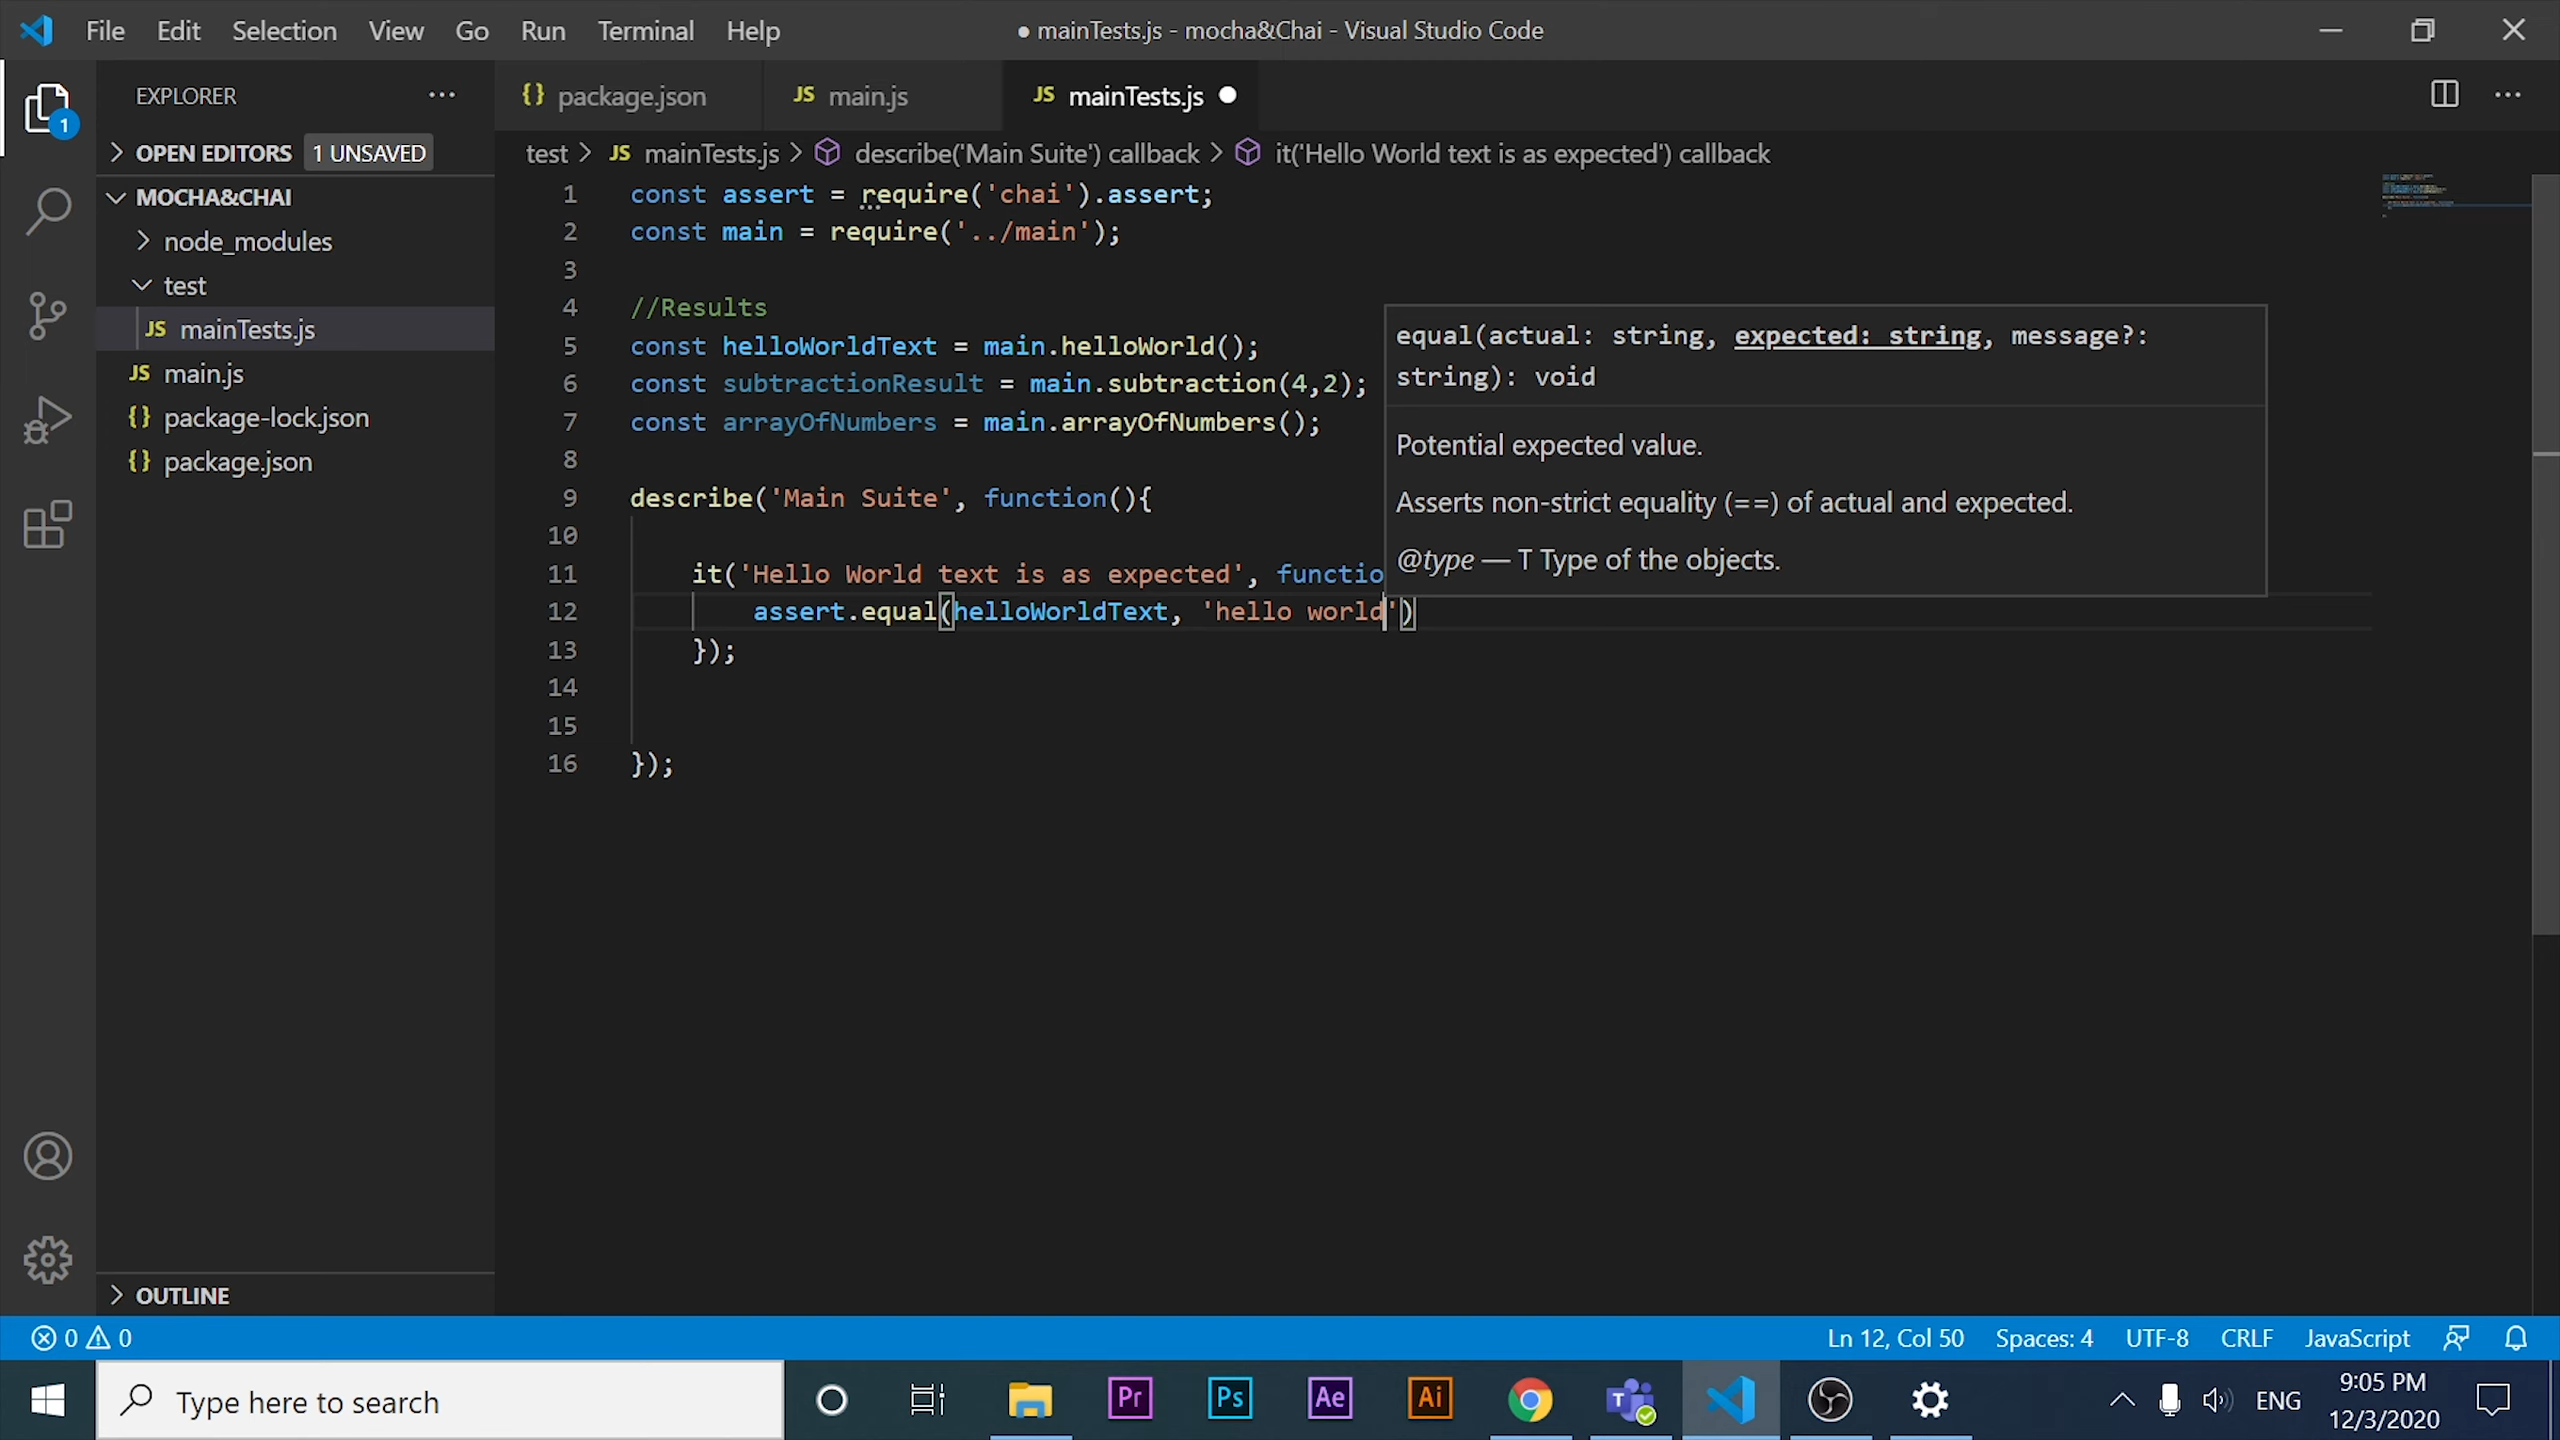 File Edit Selection View Go Run Terminal Help
● mainTests.js - mocha&Chai - Visual Studio Code
EXPLORER
1
OPEN EDITORS 1 UNSAVED
MOCHA&CHAI
node_modules
test
JS mainTests.js
JS main.js
{} package-lock.json
{} package.json
OUTLINE
{} package.json
JS main.js
JS mainTests.js
test > JS mainTests.js > describe('Main Suite') callback > it('Hello World text is as expected') callback
1 const assert = require('chai').assert;
2 const main = require('../main');
3
4 //Results
5 const helloWorldText = main.helloWorld();
6 const subtractionResult = main.subtraction(4,2);
7 const arrayOfNumbers = main.arrayOfNumbers();
8
9 describe('Main Suite', function(){
10
11 it('Hello World text is as expected', functio
12 assert.equal(helloWorldText, 'hello world')
13 });
14
15
16 });
equal(actual: string, expected: string, message?:
string): void
Potential expected value.
Asserts non-strict equality (==) of actual and expected.
@type — T Type of the objects.
0 0
Ln 12, Col 50 Spaces: 4 UTF-8 CRLF JavaScript
Type here to search
Pr Ps Ae Ai
T
ENG
9:05 PM
12/3/2020